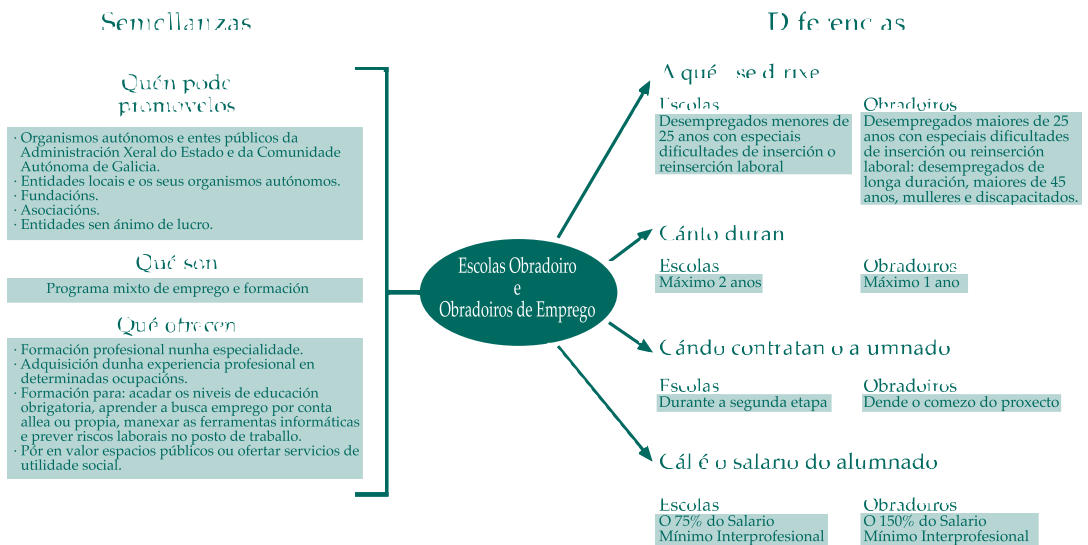 Semellanzas
Quén pode
promovelos
· Organismos autónomos e entes públicos da
Administración Xeral do Estado e da Comunidade
Autónoma de Galicia.
· Entidades locais e os seus organismos autónomos.
· Fundacións.
· Asociacións.
· Entidades sen ánimo de lucro.
Qué son
Programa mixto de emprego e formación
Qué ofrecen
· Formación profesional nunha especialidade.
· Adquisición dunha experiencia profesional en
determinadas ocupacións.
· Formación para: acadar os niveis de educación
obrigatoria, aprender a busca emprego por conta
allea ou propia, manexar as ferramentas informáticas
e prever riscos laborais no posto de traballo.
· Pór en valor espacios públicos ou ofertar servicios de
utilidade social.
Escolas Obradoiro
e
Obradoiros de Emprego
Diferencias
A quén se dirixe
Escolas
Desempregados menores de
25 anos con especiais
dificultades de inserción o
reinserción laboral
Obradoiros
Desempregados maiores de 25
anos con especiais dificultades
de inserción ou reinserción
laboral: desempregados de
longa duración, maiores de 45
anos, mulleres e discapacitados.
Cánto duran
Escolas
Máximo 2 anos
Obradoiros
Máximo 1 ano
Cándo contratan o alumnado
Escolas
Durante a segunda etapa
Obradoiros
Dende o comezo do proxecto
Cál é o salario do alumnado
Escolas
O 75% do Salario
Mínimo Interprofesional
Obradoiros
O 150% do Salario
Mínimo Interprofesional